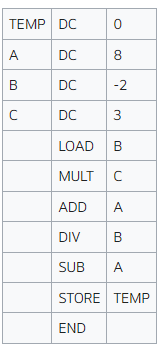 TEMP DC 0
A DC 8
B DC -2
C DC 3
LOAD B
MULT C
ADD A
DIV B
SUB A
STORE TEMP
END